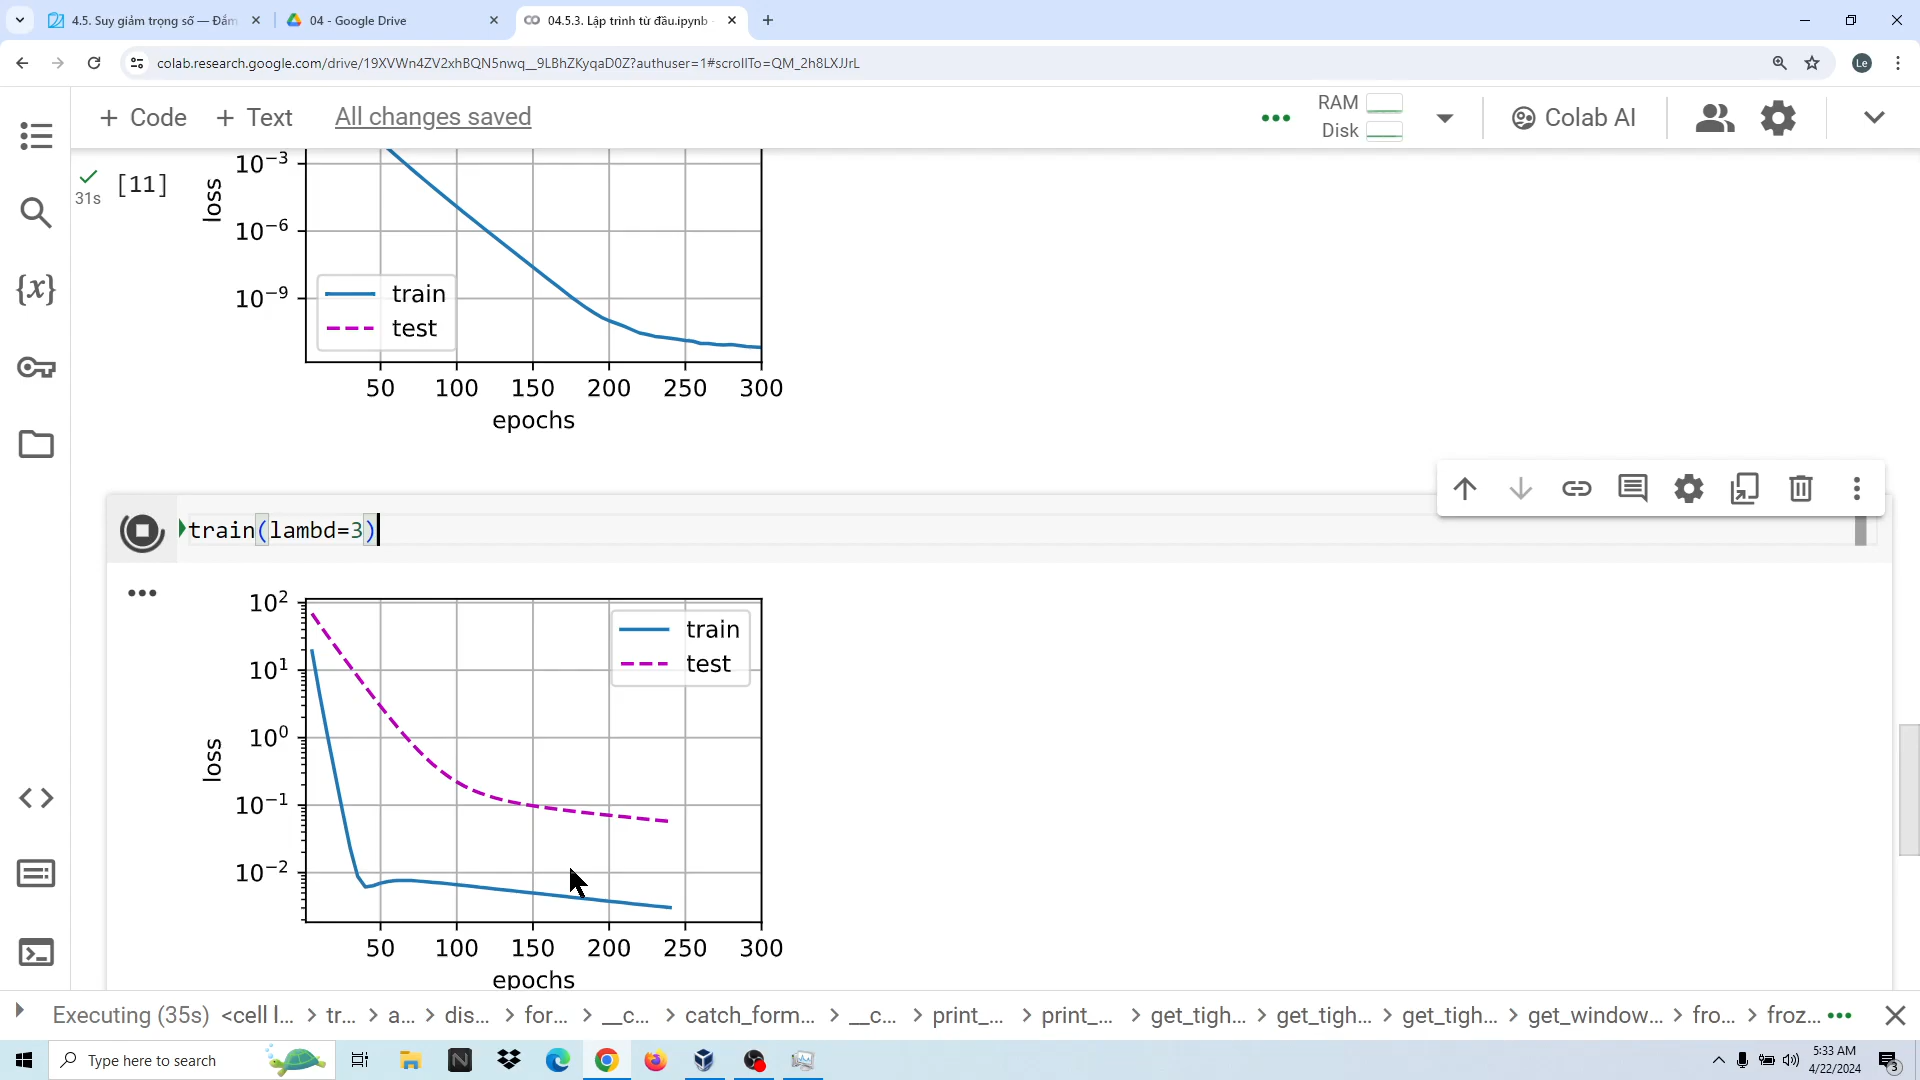 4.5. Suy giảm trọng số — Đắm
04 - Google Drive
04.5.3. Lập trình từ đầu.ipynb -
colab.research.google.com/drive/19XVWn4ZV2xhBQN5nwq__9LBhZKyqaD0Z?authuser=1#scrollTo=QM_2h8LXJJrL
Le
+ Code + Text All changes saved
RAM
Disk
Colab AI
31s [11]
loss
10⁻³
10⁻⁶
10⁻⁹
train
test
50 100 150 200 250 300
epochs
train(lambd=3)
loss
10²
10¹
10⁰
10⁻¹
10⁻²
train
test
50 100 150 200 250 300
epochs
Executing (35s) <cell l... > tr... > a... > dis... > for... > __c... > catch_form... > __c... > print_... > print_... > get_tigh... > get_tigh... > get_tigh... > get_window... > fro... > froz...
Type here to search
5:33 AM
4/22/2024
3